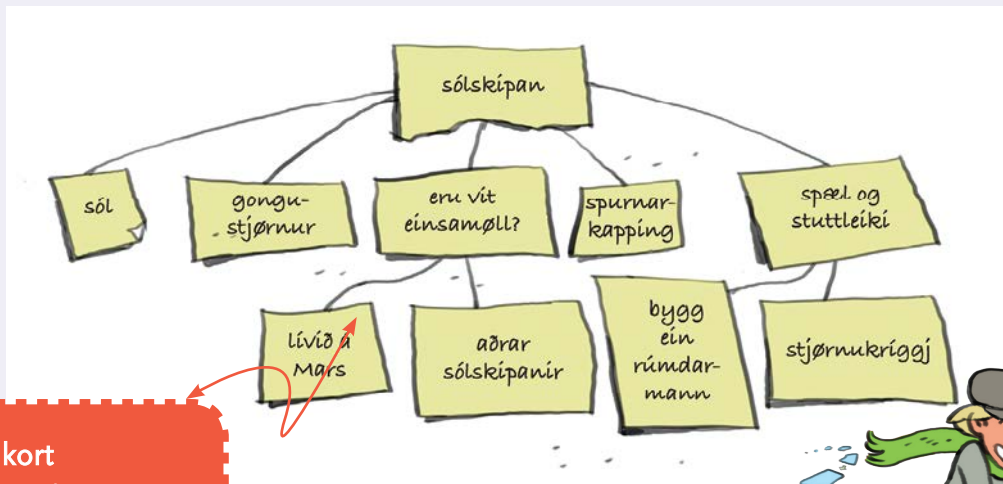 sólskipan
sól
gongu-
stjørnur
eru vit
einsamøll?
spurnar-
kapping
spæl og
stuttleiki
lívið á
Mars
aðrar
sólskipanir
bygg
ein
rúmdar-
mann
stjørnukríggj
kort